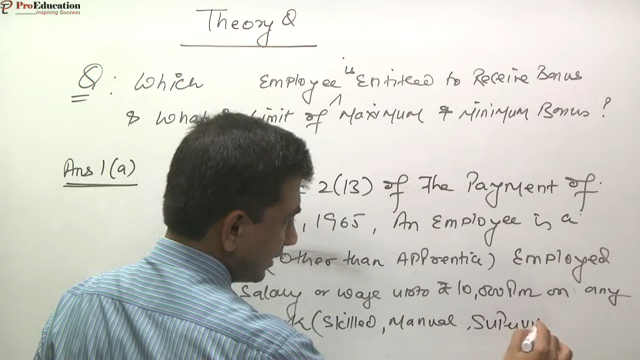 ProEducation
Inspiring Success
Theory Q
Q: Which Employee is Entitled to Receive Bonus
& What Limit of Maximum & Minimum Bonus?
Ans 1(a) 2(13) of The Payment of
, 1965, An Employee is a
(Other than Apprentice) Employed
Salary or wage upto ₹10,000/Pm on any
(Skilled, Manual, Superv